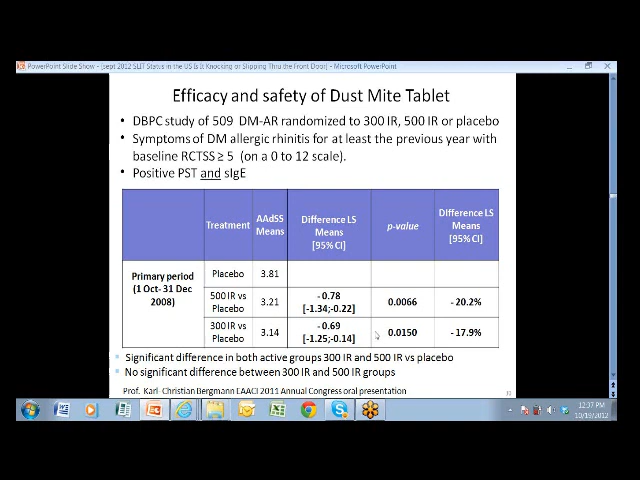 PowerPoint Slide Show - [sept 2012 SLIT Status in the US Is It Knocking or Slipping Thru the Front Door] - Microsoft PowerPoint
Efficacy and safety of Dust Mite Tablet
• DBPC study of 509 DM-AR randomized to 300 IR, 500 IR or placebo
• Symptoms of DM allergic rhinitis for at least the previous year with
baseline RCTSS ≥ 5 (on a 0 to 12 scale).
• Positive PST and sIgE
Treatment
AAdSS
Means
Difference LS
Means
[95% CI]
p-value
Difference LS
Means
[95% CI]
Primary period
(1 Oct- 31 Dec
2008)
Placebo
3.81
500 IR vs
Placebo
3.21
- 0.78
[-1.34;-0.22]
0.0066
- 20.2%
300 IR vs
Placebo
3.14
- 0.69
[-1.25;-0.14]
0.0150
- 17.9%
Significant difference in both active groups 300 IR and 500 IR vs placebo
No significant difference between 300 IR and 500 IR groups
Prof. Karl- Christian Bergmann EAACI 2011 Annual Congress oral presentation
12:37 PM
10/19/2012